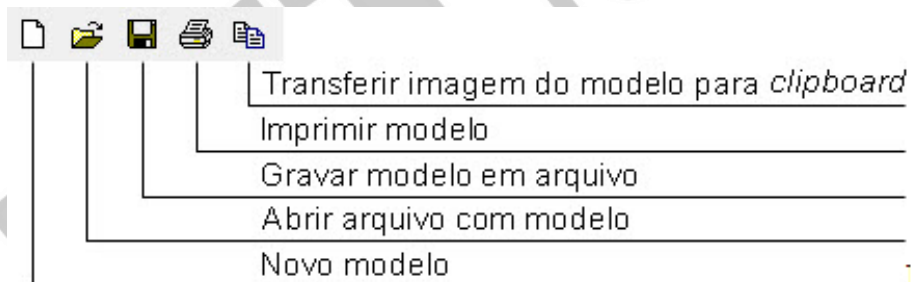 Transferir imagem do modelo para clipboard
Imprimir modelo
Gravar modelo em arquivo
Abrir arquivo com modelo
Novo modelo